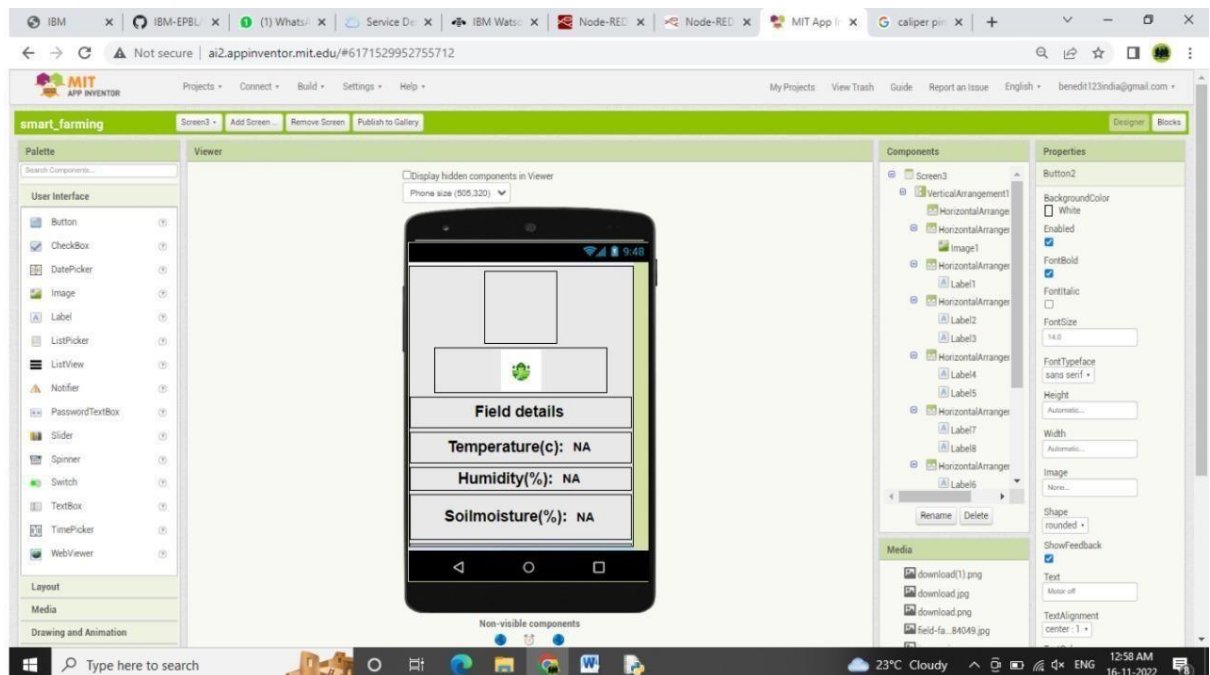 IBM
IBM-EPBL/
(1) WhatsA
Service De
IBM Watso
Node-RED
Node-RED
MIT App In
caliper pin
Not secure | ai2.appinventor.mit.edu/#6171529952755712
MIT
APP INVENTOR
Projects Connect Build Settings Help
My Projects View Trash Guide Report an Issue English benedit123india@gmail.com
smart_farming
Screen3 Add Screen ... Remove Screen Publish to Gallery
Designer Blocks
Palette
Search Components...
User Interface
Button
CheckBox
DatePicker
Image
Label
ListPicker
ListView
Notifier
PasswordTextBox
Slider
Spinner
Switch
TextBox
TimePicker
WebViewer
Layout
Media
Drawing and Animation
Viewer
Display hidden components in Viewer
Phone size (505,320)
9:48
Field details
Temperature(c): NA
Humidity(%): NA
Soilmoisture(%): NA
Non-visible components
Components
Screen3
VerticalArrangement1
HorizontalArrange
HorizontalArranger
Image1
HorizontalArranger
Label1
HorizontalArranger
Label2
Label3
HorizontalArranger
Label4
Label5
HorizontalArranger
Label7
Label8
HorizontalArranger
Label6
Rename Delete
Media
download(1).png
download.jpg
download.png
field-fa...84049.jpg
Properties
Button2
BackgroundColor
White
Enabled
FontBold
FontItalic
FontSize
14.0
FontTypeface
sans serif
Height
Automatic...
Width
Automatic...
Image
None...
Shape
rounded
ShowFeedback
Text
Motor off
TextAlignment
center : 1
Type here to search
23°C Cloudy
ENG
12:58 AM
16-11-2022